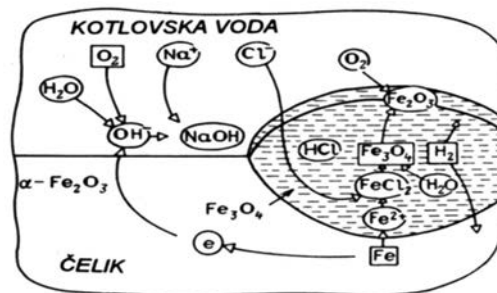 KOTLOVSKA VODA
O₂ Na⁺ Cl⁻ O₂
H₂O
OH⁻ NaOH Fe₂O₃
HCl Fe₃O₄ H₂
α-Fe₂O₃ FeCl₂ H₂O
Fe₃O₄ Fe²⁺
e Fe
ČELIK